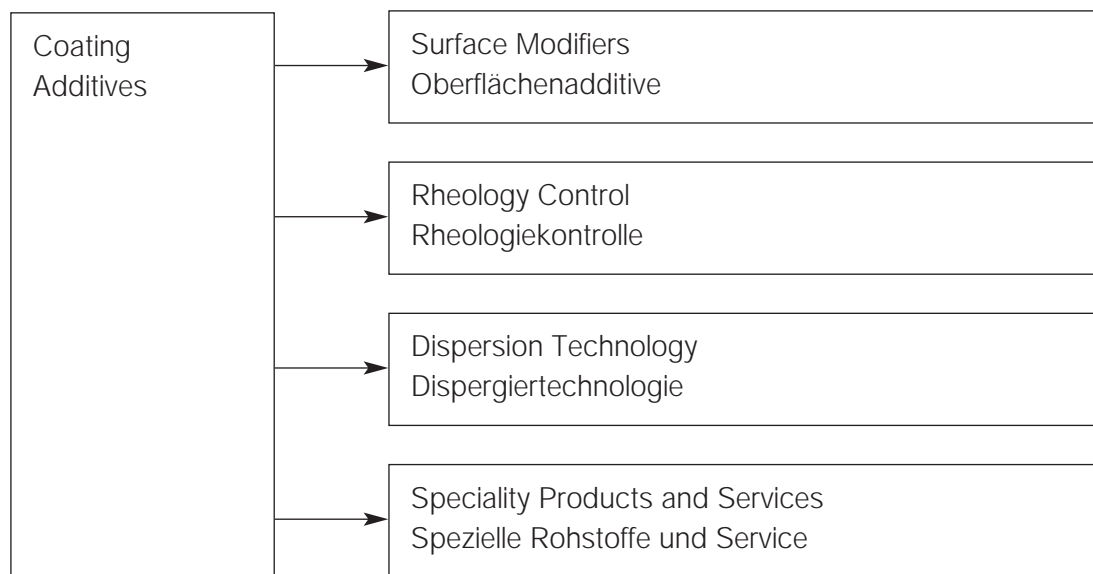 Coating
Additives
Surface Modifiers
Oberflächenadditive
Rheology Control
Rheologiekontrolle
Dispersion Technology
Dispergiertechnologie
Speciality Products and Services
Spezielle Rohstoffe und Service